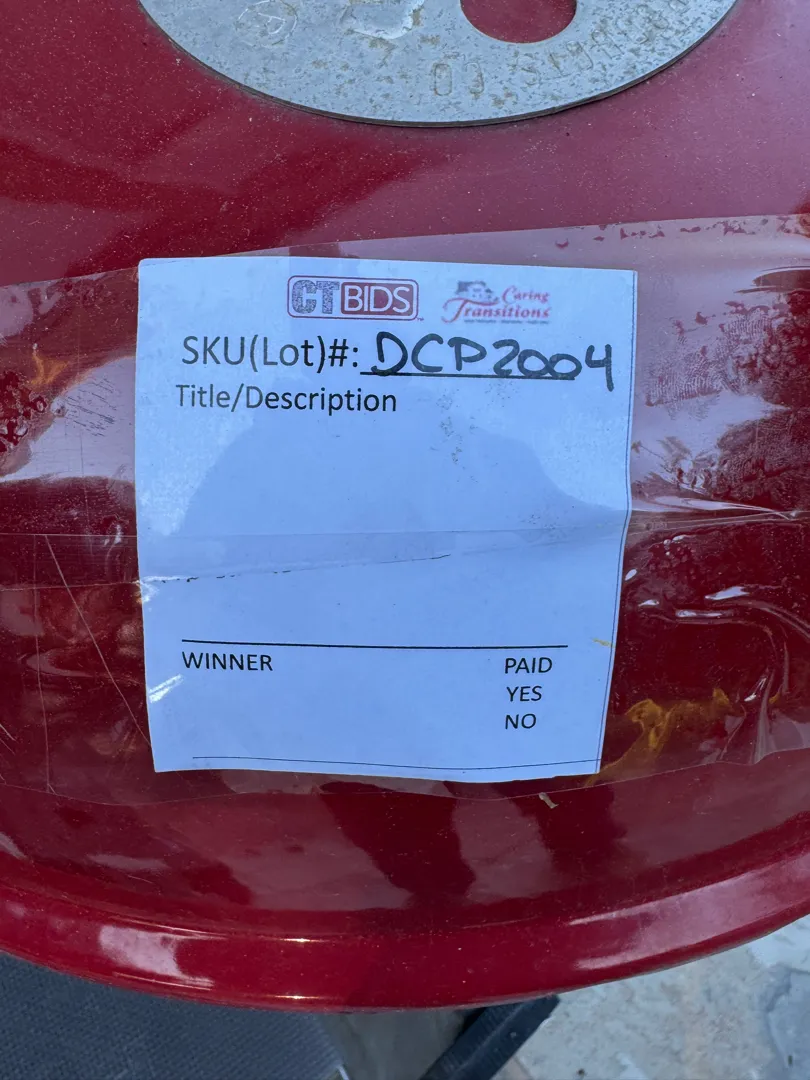 CTBIDS
Caring
Transitions
SKU(Lot)#: DCP2004
Title/Description
WINNER
PAID
YES
NO